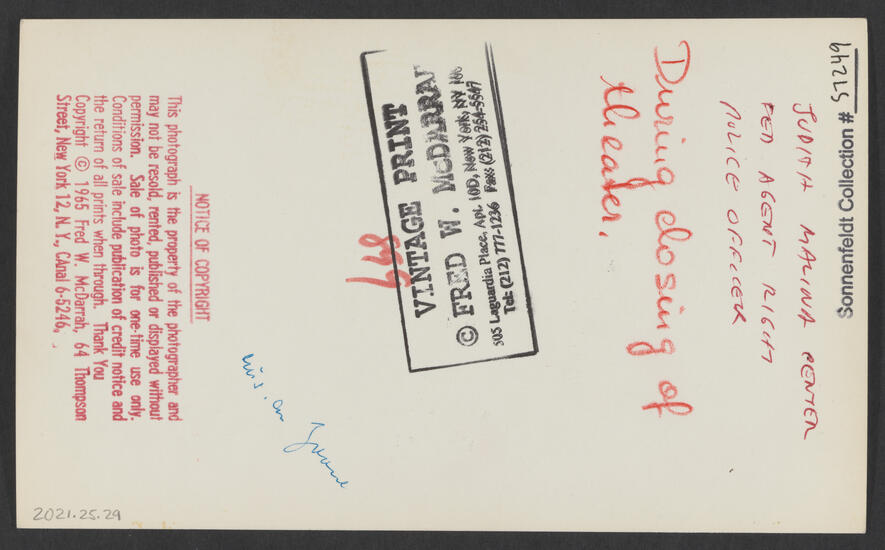 Sonnenfeldt Collection # 57249
JUDITH MALINA CENTER
FED AGENT RIGHT
POLICE OFFICER
During closing of
theater.
VINTAGE PRINT
© FRED W. McDARRAH
505 Laguardia Place, Apt. 10D, New York, NY 100
Tel: (212) 777-1236 Fax: (212) 254-5547
NOTICE OF COPYRIGHT
This photograph is the property of the photographer and
may not be resold, rented, published or displayed without
permission. Sale of photo is for one-time use only.
Conditions of sale include publication of credit notice and
the return of all prints when through. Thank You
Copyright © 1965 Fred W. McDarrah, 64 Thompson
Street, New York 12, N. Y., CAnal 6-5246.
2021.25.29